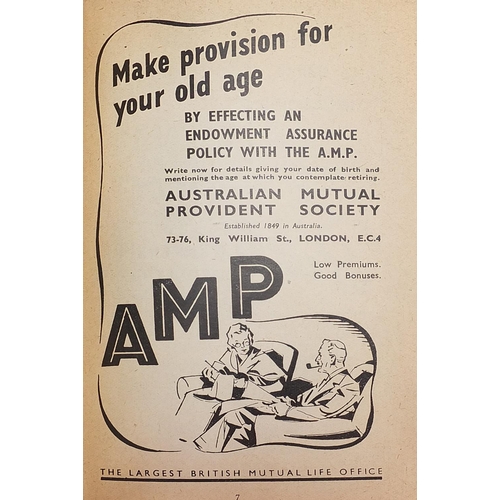 Make provision for
your old age
BY EFFECTING AN
ENDOWMENT ASSURANCE
POLICY WITH THE A.M.P.
Write now for details giving your date of birth and
mentioning the age at which you contemplate retiring.
AUSTRALIAN MUTUAL
PROVIDENT SOCIETY
Established 1849 in Australia.
73-76, King William St., LONDON, E.C.4
Low Premiums.
Good Bonuses.
AMP
THE LARGEST BRITISH MUTUAL LIFE OFFICE
7